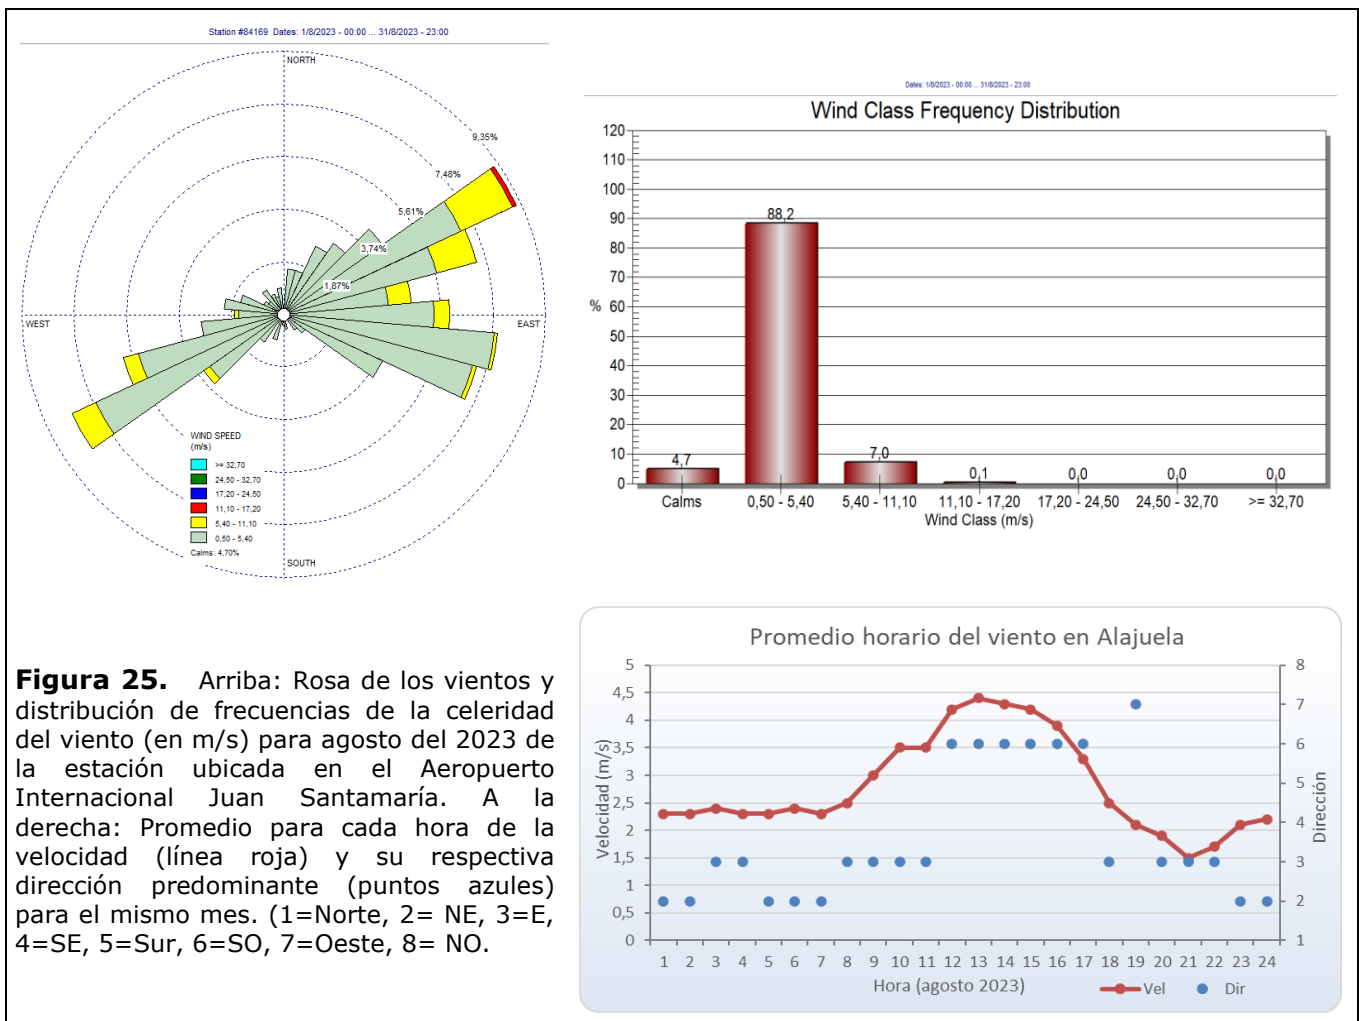 Station #84169 Dates: 1/8/2023 - 00:00 ... 31/8/2023 - 23:00
NORTH
9,35%
7,48%
5,61%
3,74%
1,87%
WEST
EAST
WIND SPEED
(m/s)
>= 32,70
24,50 - 32,70
17,20 - 24,50
11,10 - 17,20
5,40 - 11,10
0,50 - 5,40
Calms: 4,70%
SOUTH
Dates: 1/8/2023 - 00:00 ... 31/8/2023 - 23:00
Wind Class Frequency Distribution
120
110
100
90
80
70
60
50
40
30
20
10
0
%
4,7
88,2
7,0
0,1
0,0
0,0
0,0
Calms 0,50 - 5,40 5,40 - 11,10 11,10 - 17,20 17,20 - 24,50 24,50 - 32,70 >= 32,70
Wind Class (m/s)
Figura 25. Arriba: Rosa de los vientos y
distribución de frecuencias de la celeridad
del viento (en m/s) para agosto del 2023 de
la estación ubicada en el Aeropuerto
Internacional Juan Santamaría. A la
derecha: Promedio para cada hora de la
velocidad (línea roja) y su respectiva
dirección predominante (puntos azules)
para el mismo mes. (1=Norte, 2= NE, 3=E,
4=SE, 5=Sur, 6=SO, 7=Oeste, 8= NO.
Promedio horario del viento en Alajuela
5
4,5
4
3,5
3
2,5
2
1,5
1
0,5
0
Velocidad (m/s)
8
7
6
5
4
3
2
1
Dirección
1 2 3 4 5 6 7 8 9 10 11 12 13 14 15 16 17 18 19 20 21 22 23 24
Hora (agosto 2023)
Vel
Dir